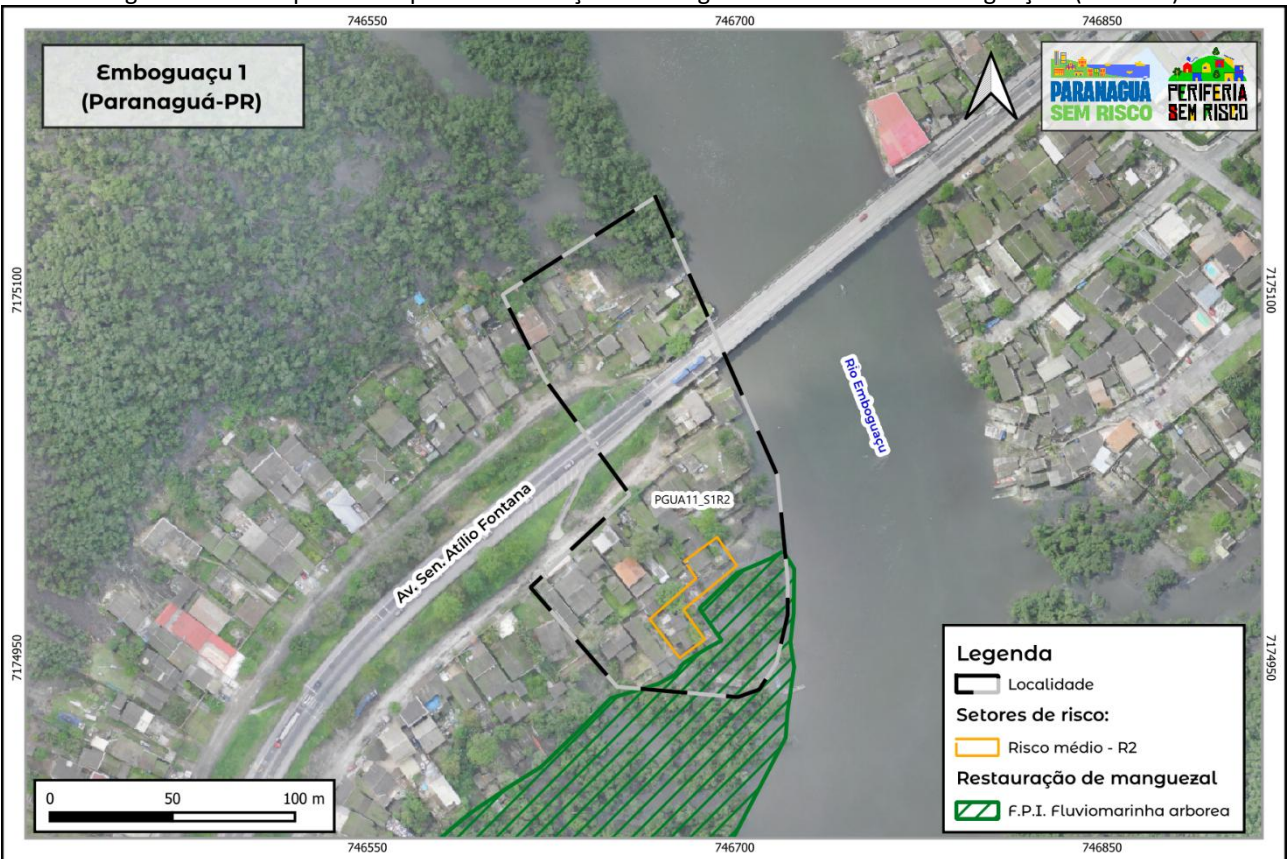 746550
746700
746850
Emboguaçu 1
(Paranaguá-PR)
PARANAGUÁ
SEM RISCO
PERIFERIA
SEM RISCO
7175100
7175100
Rio Emboguaçu
PGUA11_S1R2
Av. Sen. Atílio Fontana
7174950
7174950
Legenda
Localidade
Setores de risco:
Risco médio - R2
Restauração de manguezal
F.P.I. Fluviomarinha arborea
0 50 100 m
746550
746700
746850